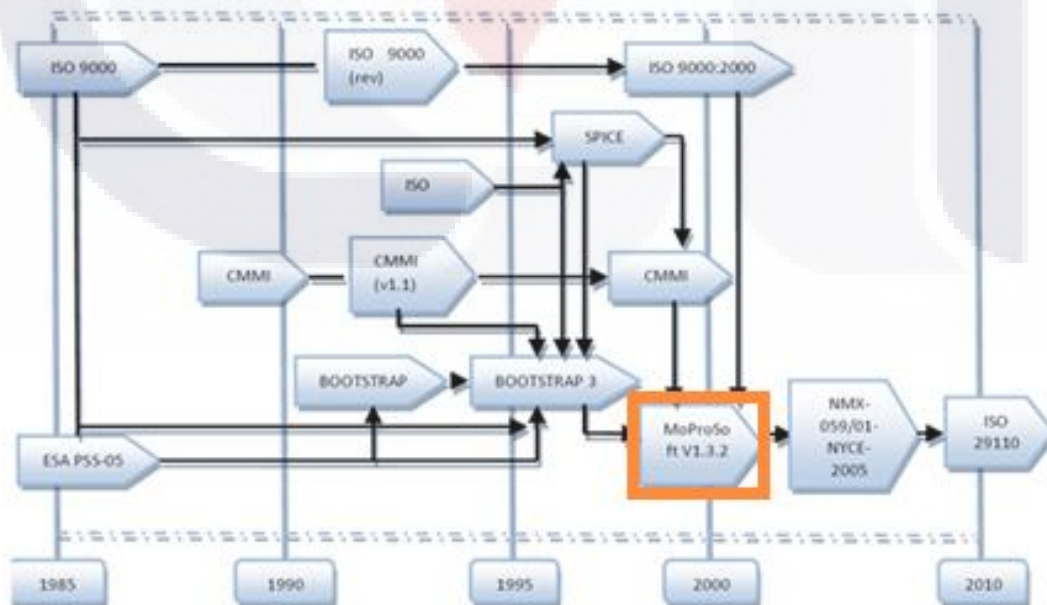 ISO 9000
ISO 9000
(rev)
ISO 9000:2000
SPICE
ISO
CMMI
CMMI
(v1.1)
CMMI
BOOTSTRAP
BOOTSTRAP 3
ESA PSS-05
MoProSo
ft V1.3.2
NMX-
059/01-
NYCE-
2005
ISO
29110
1985
1990
1995
2000
2010